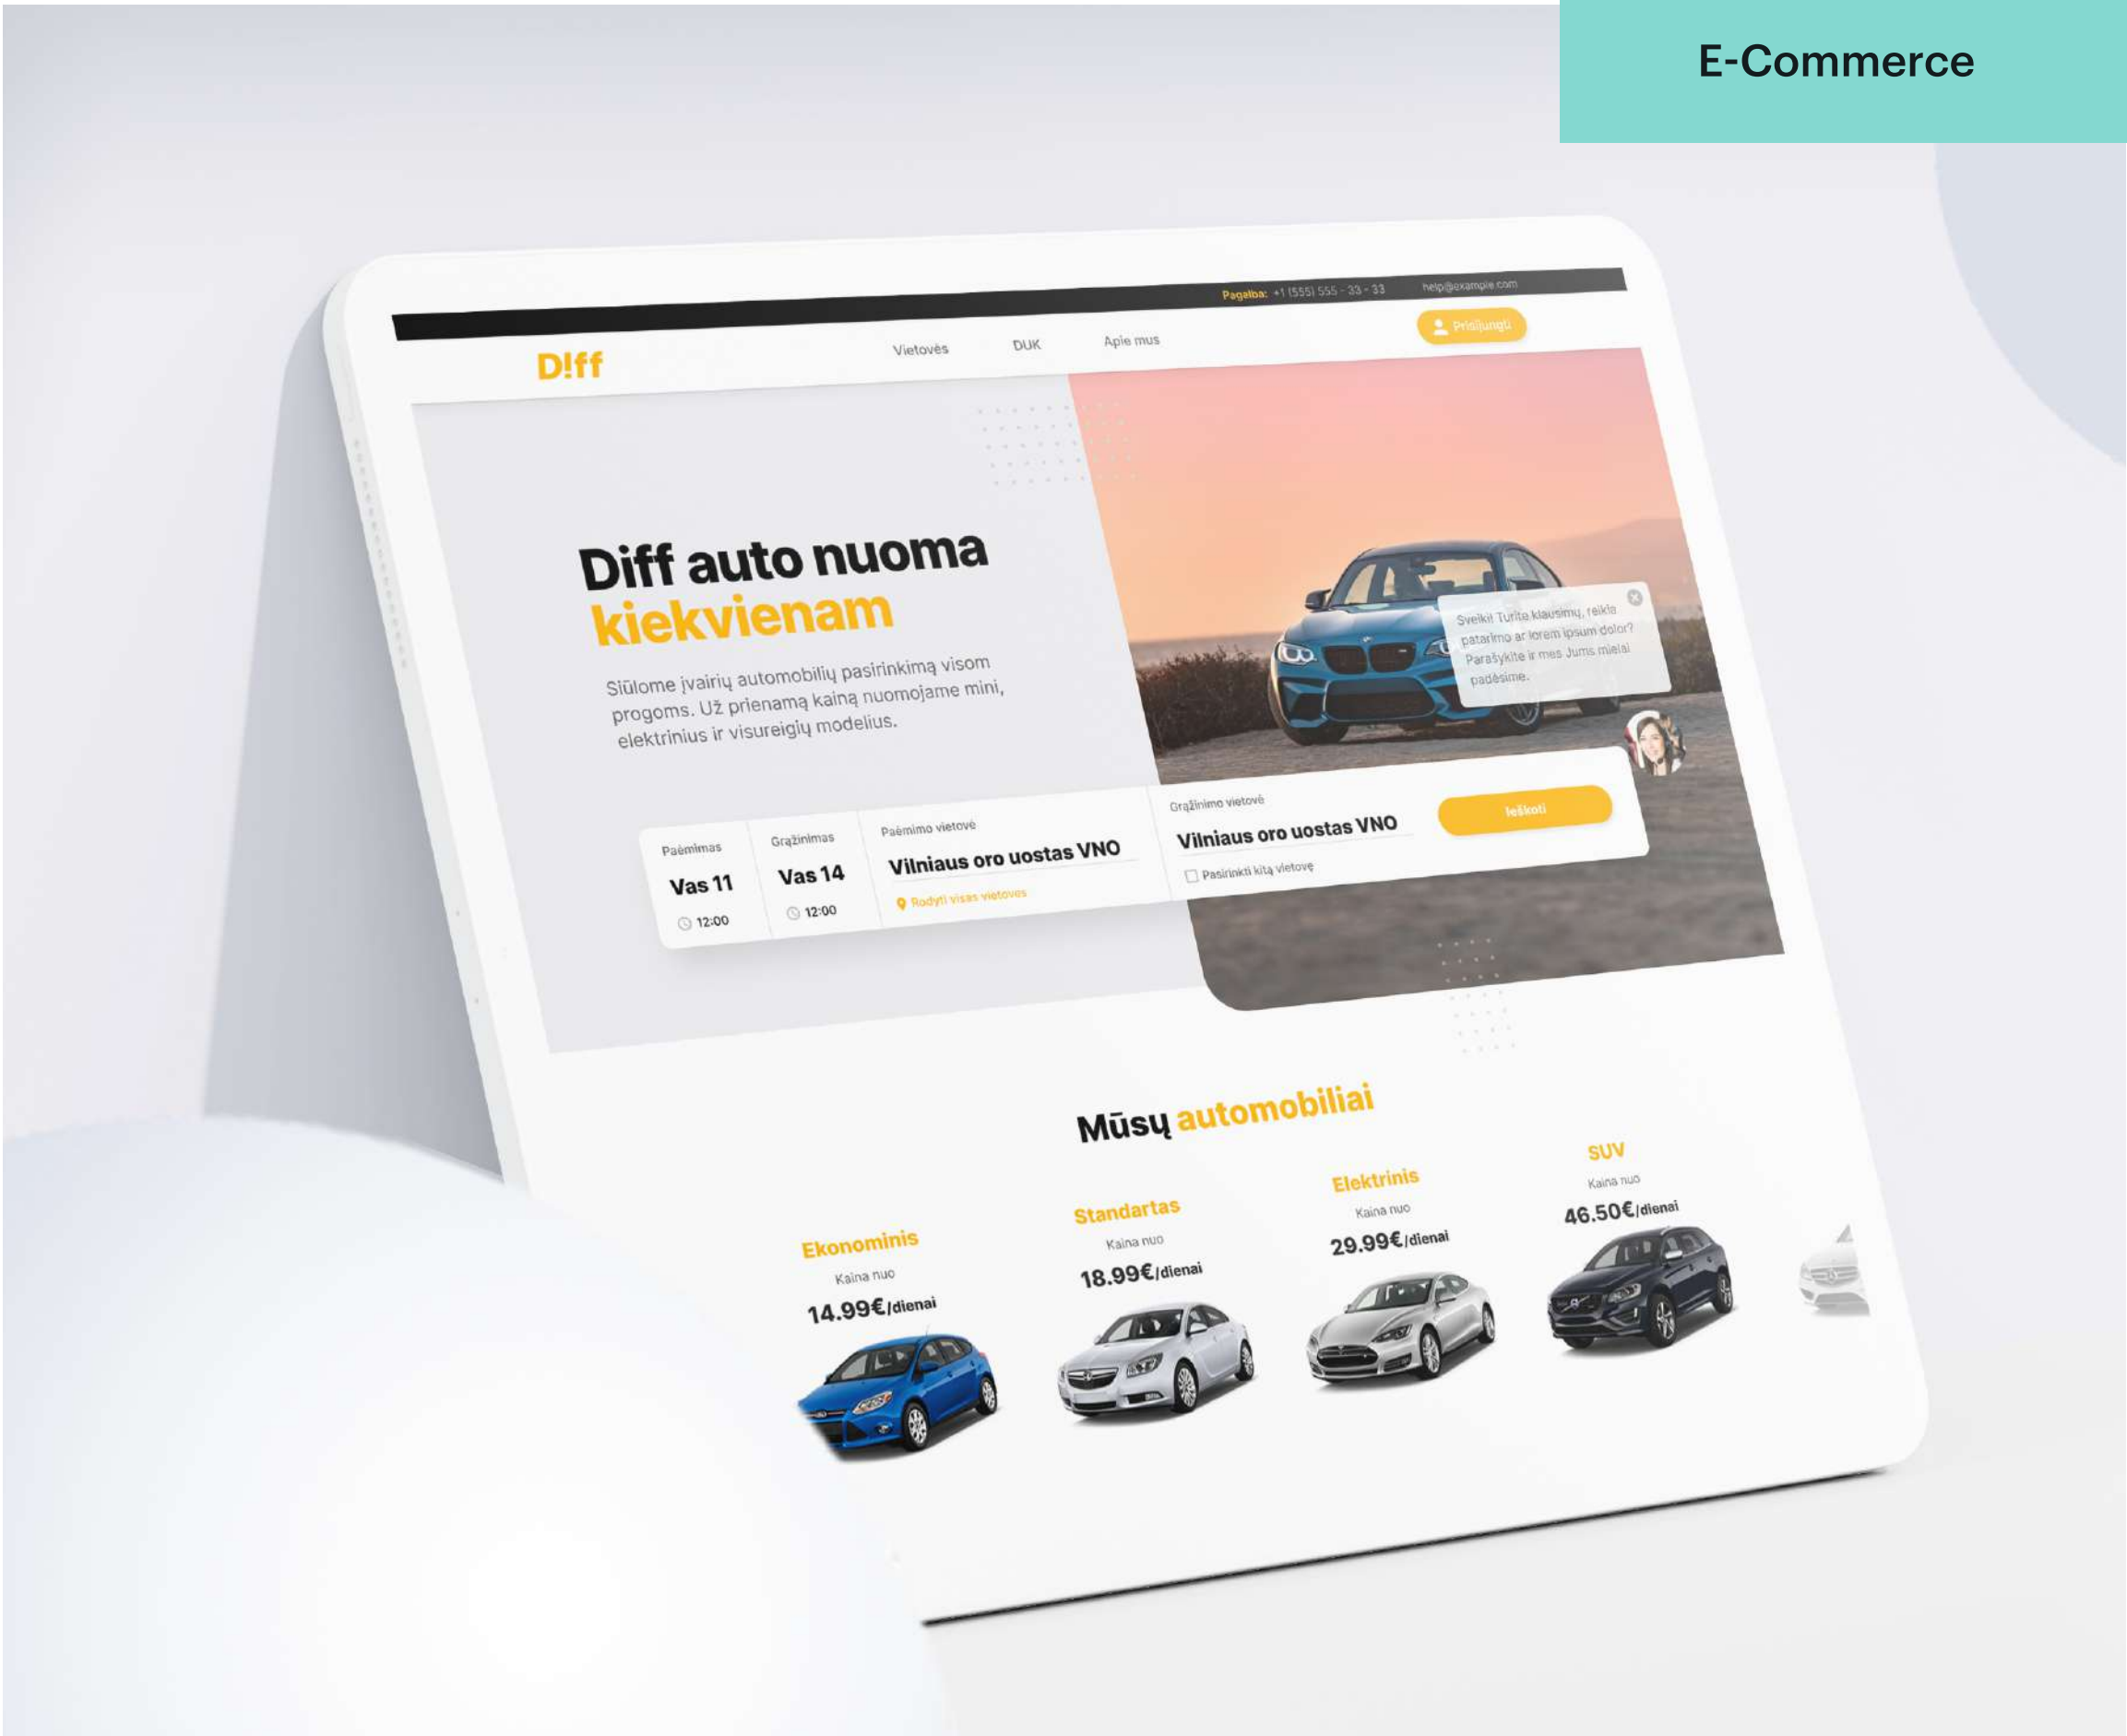 E-Commerce
Pagalba: +1 (555) 555 - 33 - 33 help@example.com
D!ff
Vietovės DUK Apie mus
Prisijungti
Diff auto nuoma
kiekvienam
Siūlome įvairių automobilių pasirinkimą visom
progoms. Už prienamą kainą nuomojame mini,
elektrinius ir visureigių modelius.
Sveiki! Turite klausimų, reikia
patarimo ar lorem ipsum dolor?
Parašykite ir mes Jums mielai
padėsime.
Paėmimas
Vas 11
12:00
Grąžinimas
Vas 14
12:00
Paėmimo vietovė
Vilniaus oro uostas VNO
Rodyti visas vietoves
Grąžinimo vietovė
Vilniaus oro uostas VNO
Pasirinkti kitą vietovę
Ieškoti
Mūsų automobiliai
Ekonominis
Kaina nuo
14.99€/dienai
Standartas
Kaina nuo
18.99€/dienai
Elektrinis
Kaina nuo
29.99€/dienai
SUV
Kaina nuo
46.50€/dienai